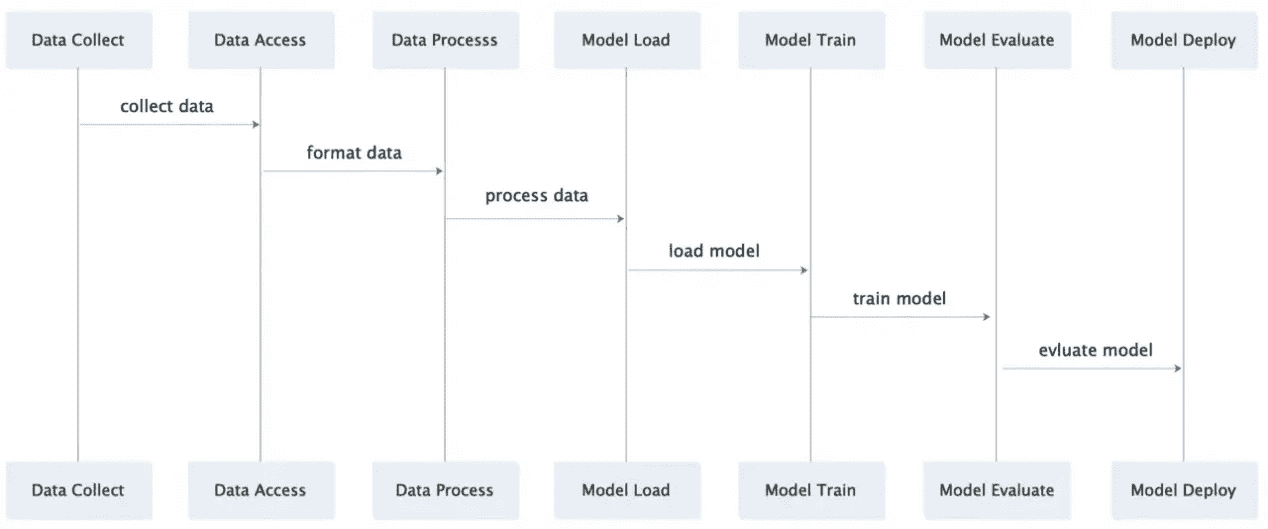 Data Collect Data Access Data Processs Model Load Model Train Model Evaluate Model Deploy
collect data
format data
process data
load model
train model
evluate model
Data Collect Data Access Data Process Model Load Model Train Model Evaluate Model Deploy